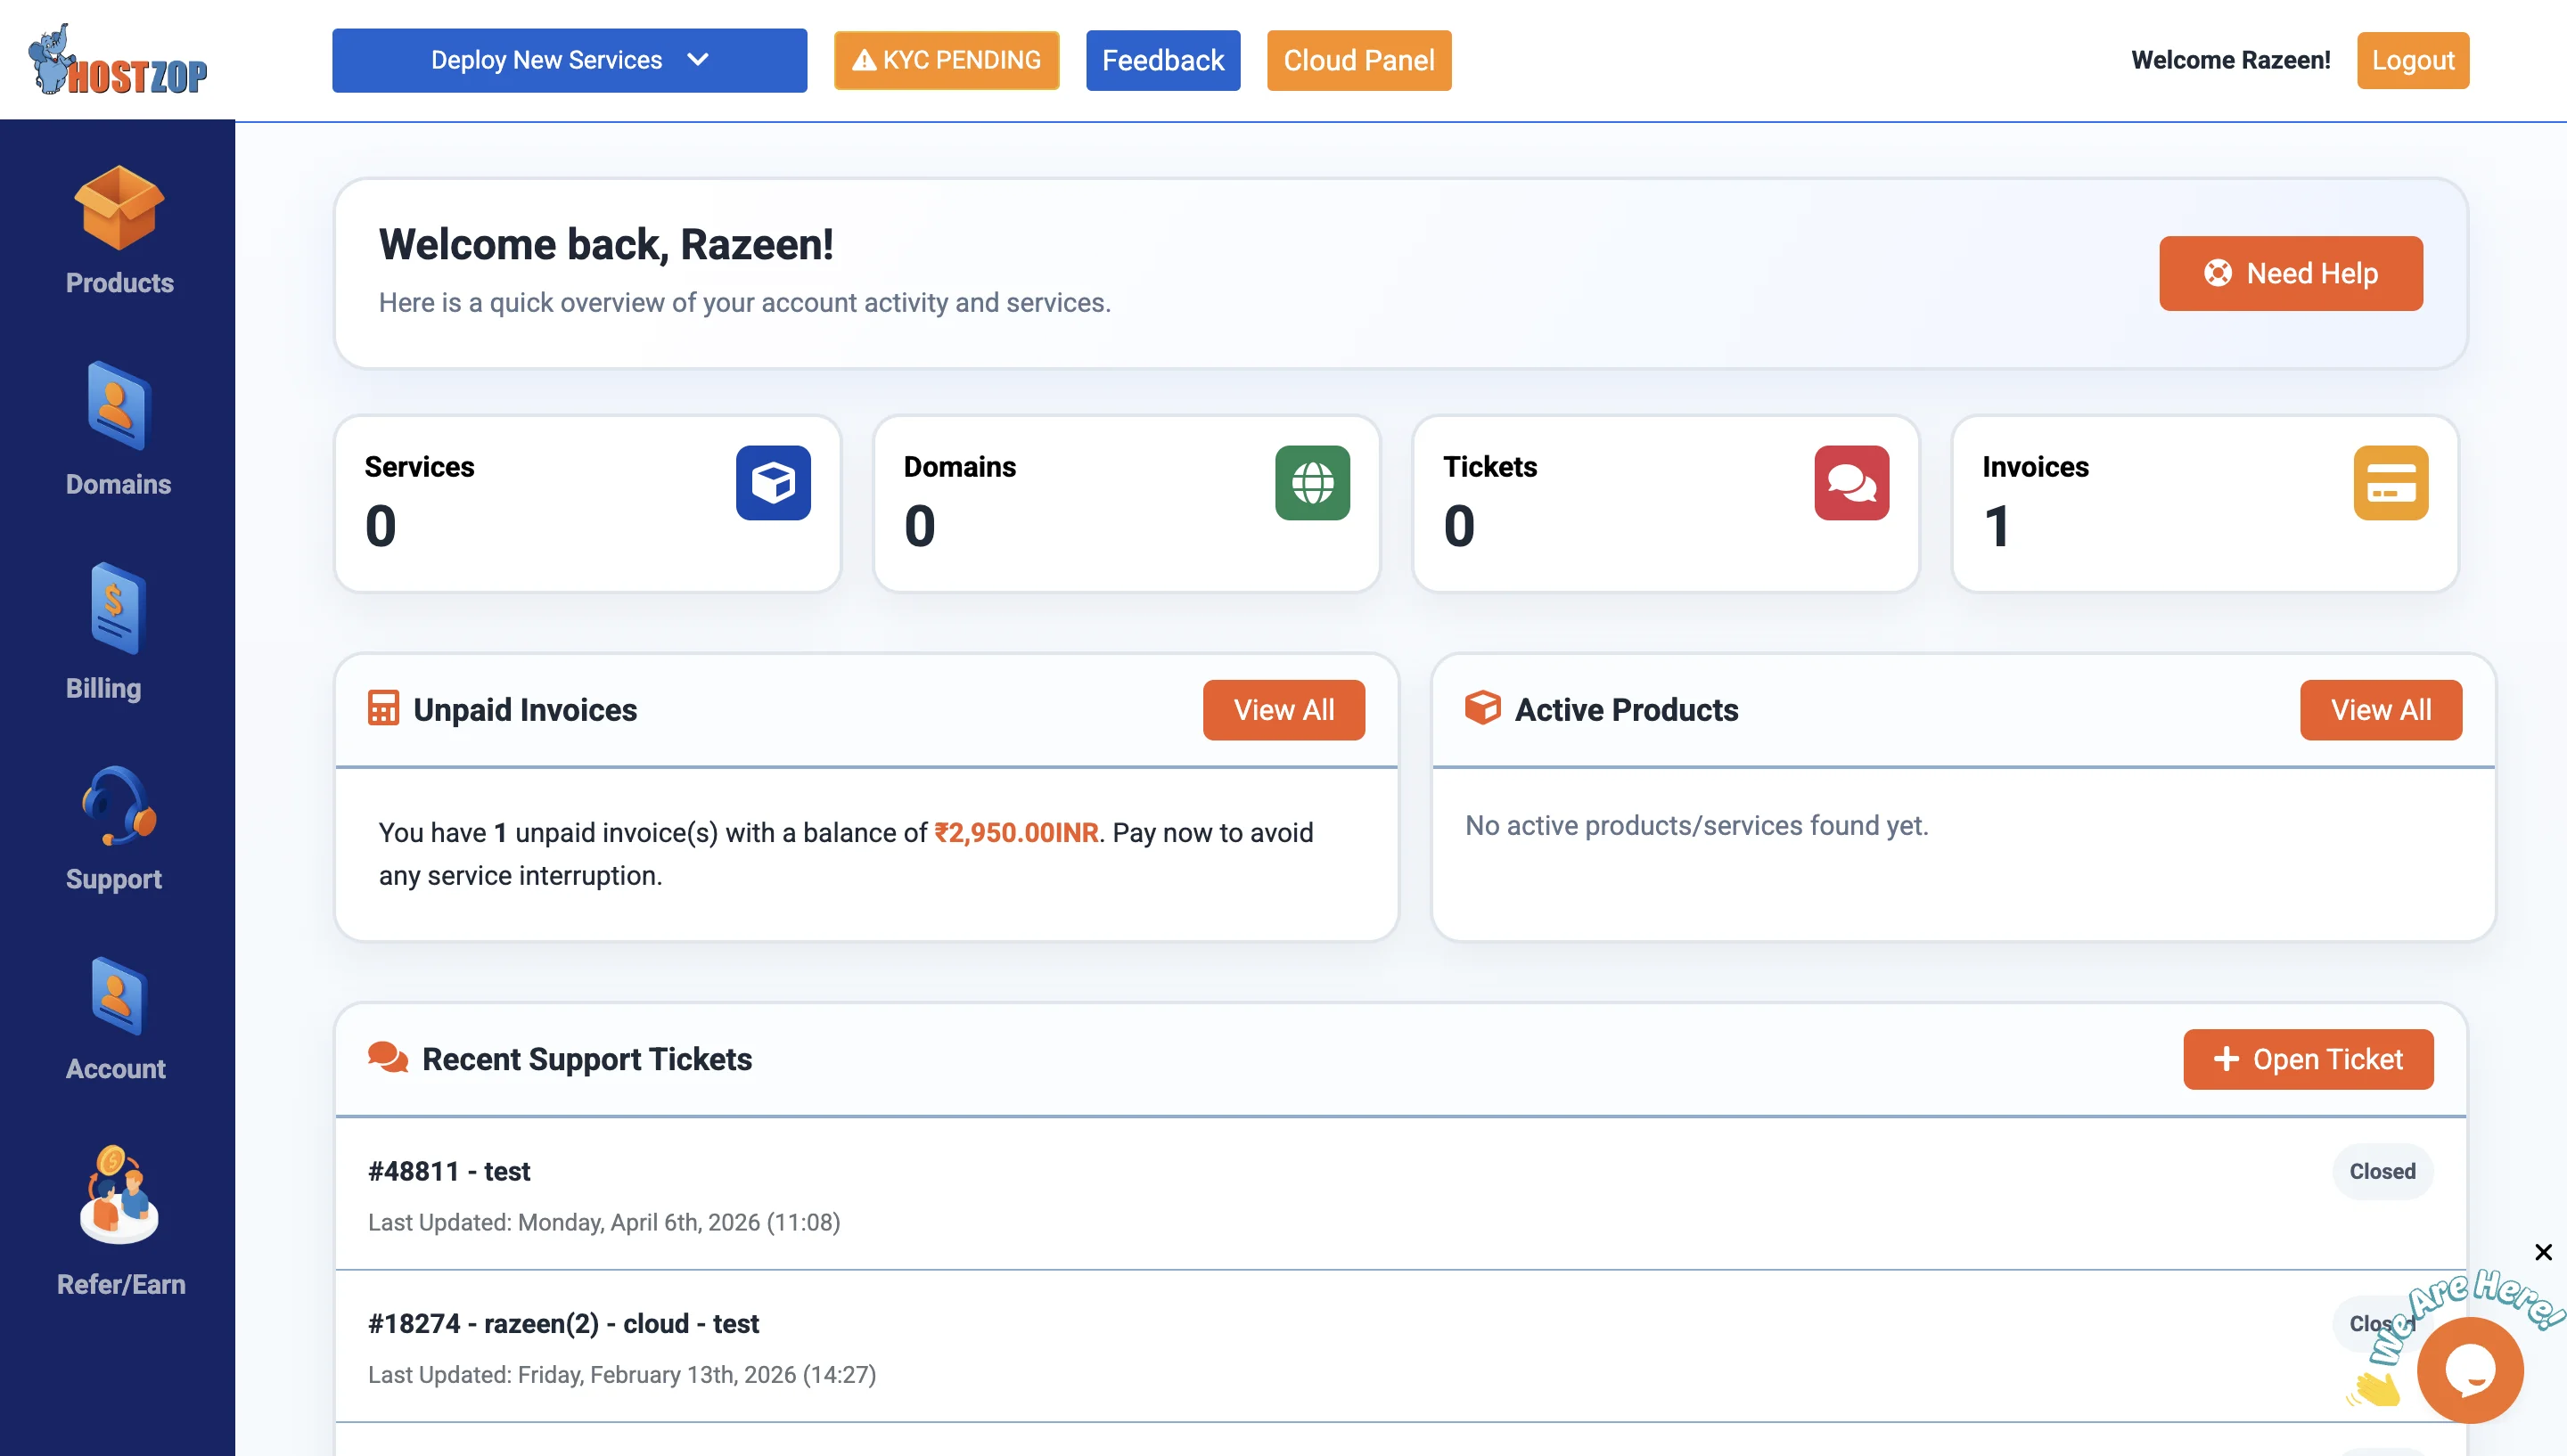 HOSTZOP
Deploy New Services
KYC PENDING
Feedback
Cloud Panel
Welcome Razeen!
Logout
Products
Domains
Billing
Support
Account
Refer/Earn
Welcome back, Razeen!
Here is a quick overview of your account activity and services.
Need Help
Services
0
Domains
0
Tickets
0
Invoices
1
Unpaid Invoices
View All
You have 1 unpaid invoice(s) with a balance of ₹2,950.00INR. Pay now to avoid
any service interruption.
Active Products
View All
No active products/services found yet.
Recent Support Tickets
Open Ticket
#48811 - test
Closed
Last Updated: Monday, April 6th, 2026 (11:08)
#18274 - razeen(2) - cloud - test
Closed
Last Updated: Friday, February 13th, 2026 (14:27)
We Are Here!